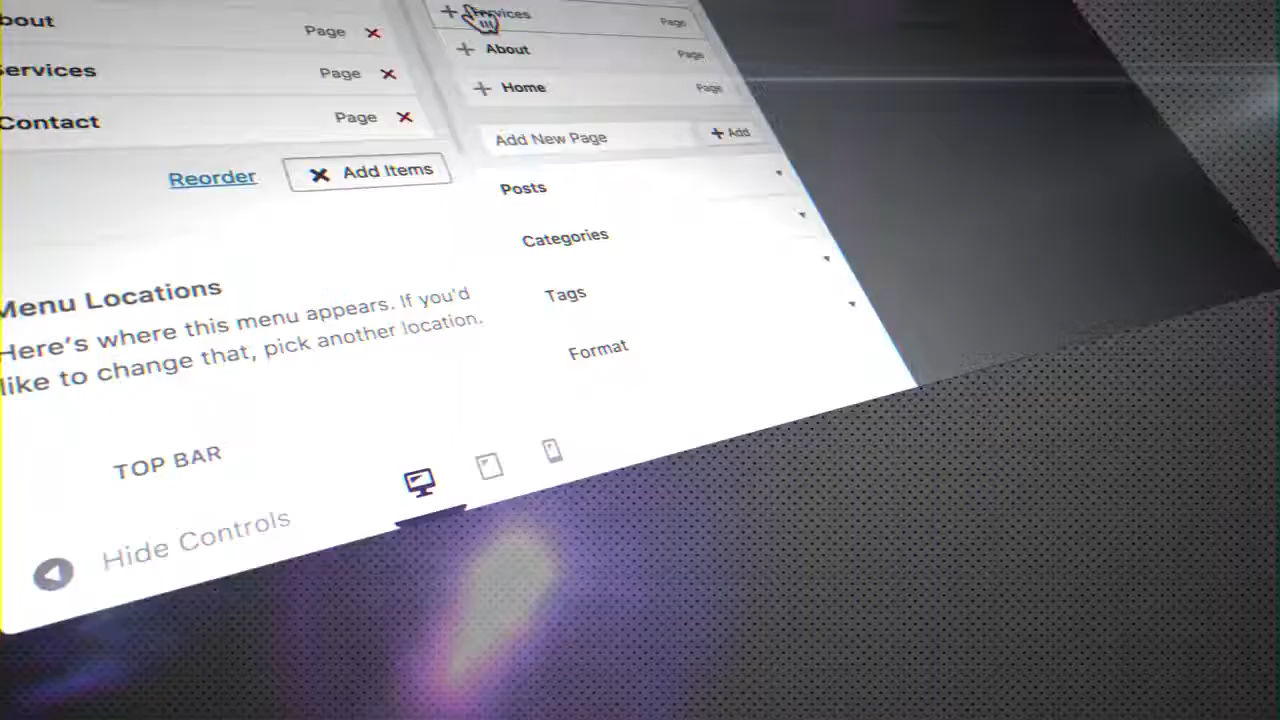 bout Page
ervices Page
Contact Page
Reorder Add Items
Menu Locations
Here's where this menu appears. If you'd
like to change that, pick another location.
TOP BAR
Hide Controls
Services Page
About Page
Home Page
Add New Page Add
Posts
Categories
Tags
Format